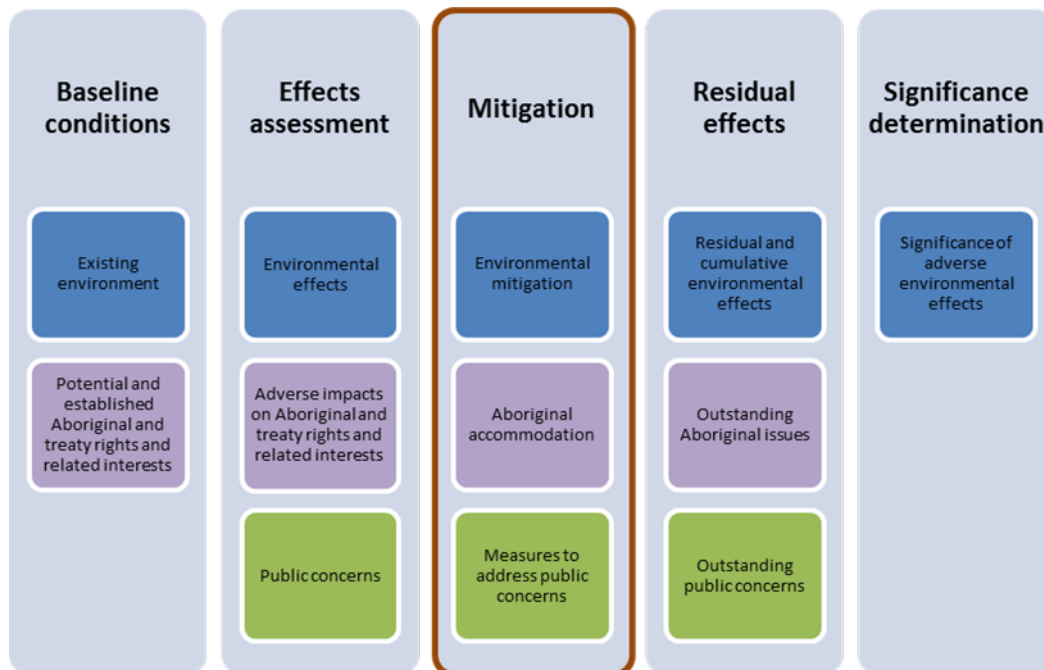 Baseline
conditions
Existing
environment
Potential and
established
Aboriginal and
treaty rights and
related interests
Effects
assessment
Environmental
effects
Adverse impacts
on Aboriginal and
treaty rights and
related interests
Public concerns
Mitigation
Environmental
mitigation
Aboriginal
accommodation
Measures to
address public
concerns
Residual
effects
Residual and
cumulative
environmental
effects
Outstanding
Aboriginal issues
Outstanding
public concerns
Significance
determination
Significance of
adverse
environmental
effects